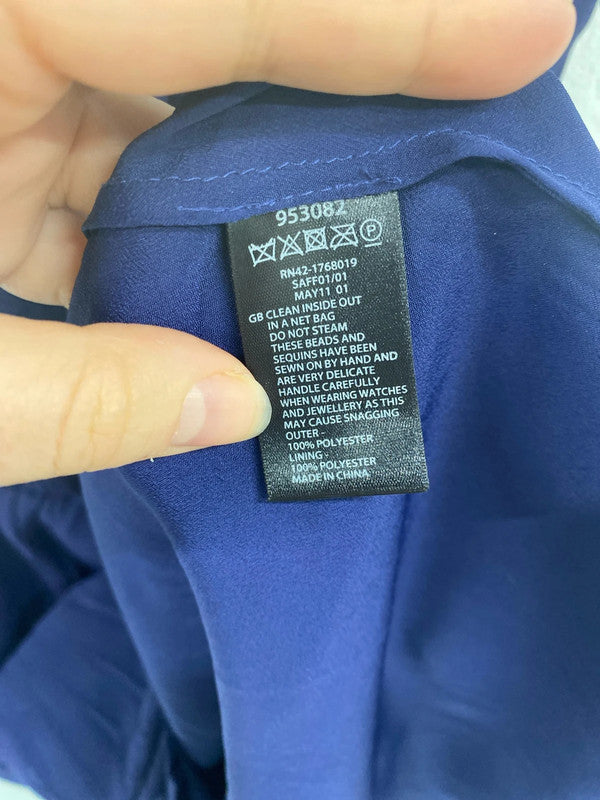 953082
P
RN42-1768019
SAFF01/01
MAY11 01
GB CLEAN INSIDE OUT
IN A NET BAG
DO NOT STEAM
THESE BEADS AND
SEQUINS HAVE BEEN
SEWN ON BY HAND AND
ARE VERY DELICATE
HANDLE CAREFULLY
WHEN WEARING WATCHES
AND JEWELLERY AS THIS
MAY CAUSE SNAGGING
OUTER -
100% POLYESTER
LINING -
100% POLYESTER
MADE IN CHINA